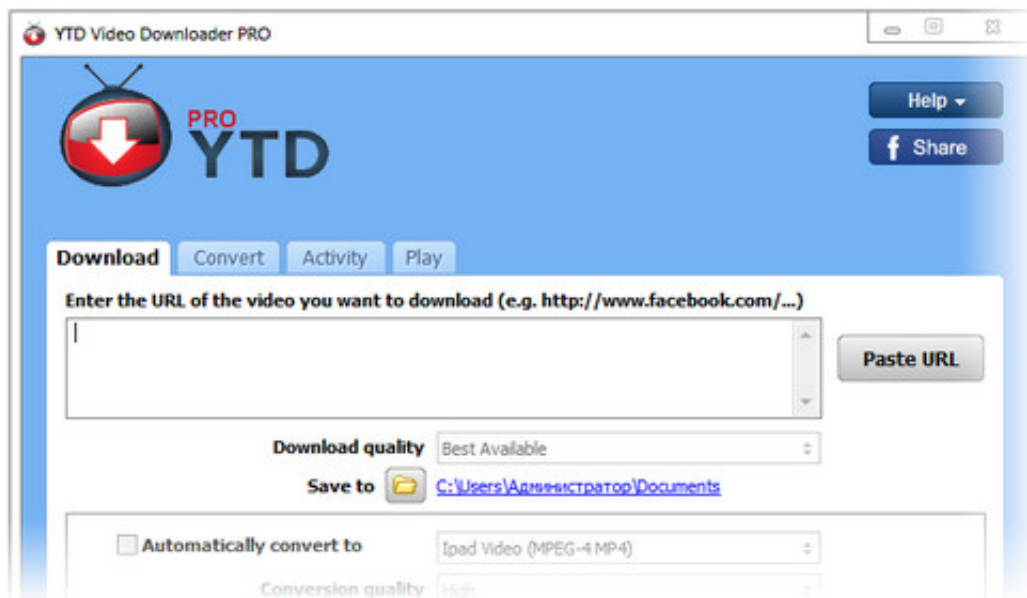 YTD Video Downloader PRO
PRO
YTD
Help
f Share
Download Convert Activity Play
Enter the URL of the video you want to download (e.g. http://www.facebook.com/...)
Paste URL
Download quality Best Available
Save to C:\Users\Администратор\Documents
Automatically convert to Ipad Video (MPEG-4 MP4)
Conversion quality High